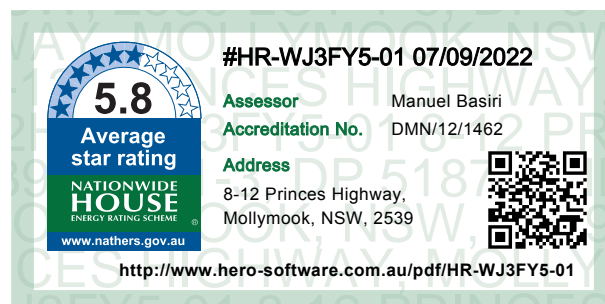 #HR-WJ3FY5-01 07/09/2022
5.8
Average
star rating
NATIONWIDE
HOUSE
ENERGY RATING SCHEME
®
www.nathers.gov.au
Assessor Manuel Basiri
Accreditation No. DMN/12/1462
Address
8-12 Princes Highway,
Mollymook, NSW, 2539
http://www.hero-software.com.au/pdf/HR-WJ3FY5-01